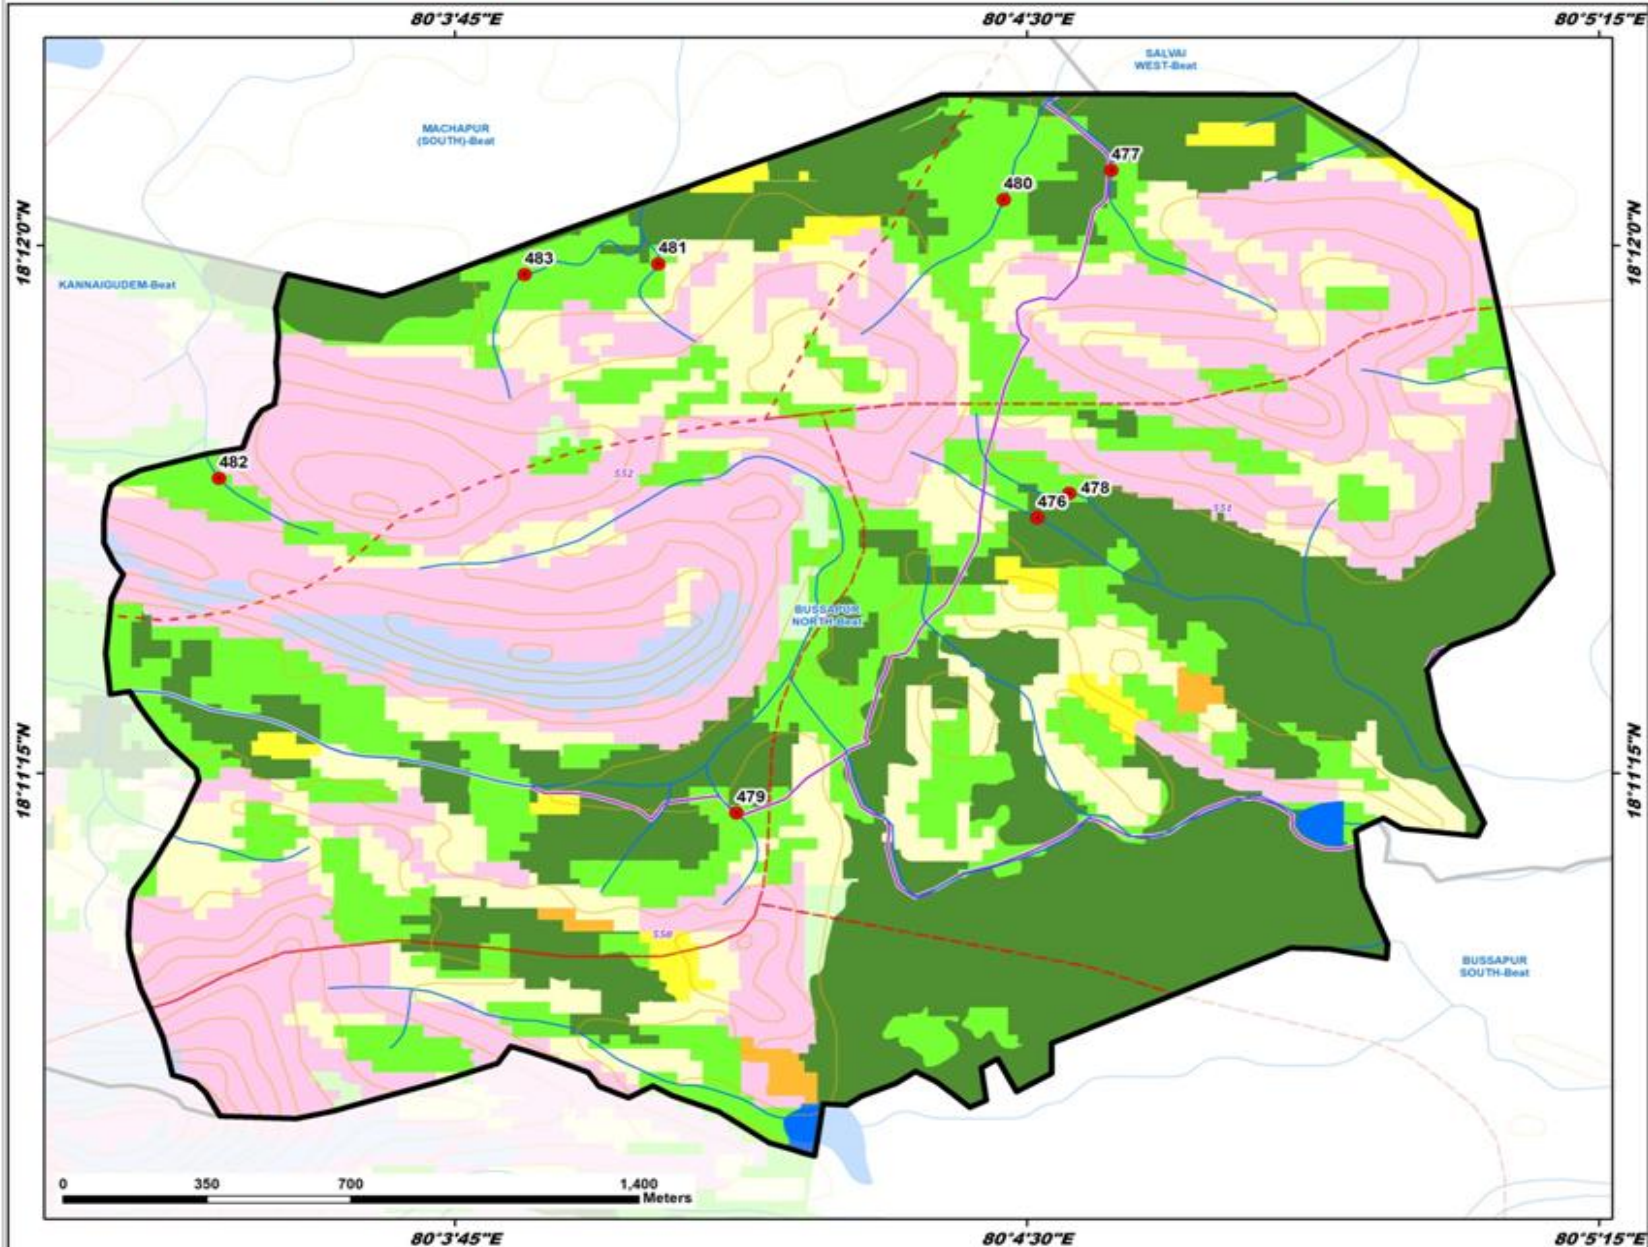 80°3'45"E
80°4'30"E
80°5'15"E
SALVAI
WEST-Beat
MACHAPUR
(SOUTH)-Beat
477
480
18°12'0"N
18°12'0"N
481
483
KANNAIGUDEM-Beat
482
552
478
476
551
BUSSAPUR
NORTH-Beat
18°11'15"N
18°11'15"N
479
550
BUSSAPUR
SOUTH-Beat
0
350
700
1,400
Meters
80°3'45"E
80°4'30"E
80°5'15"E